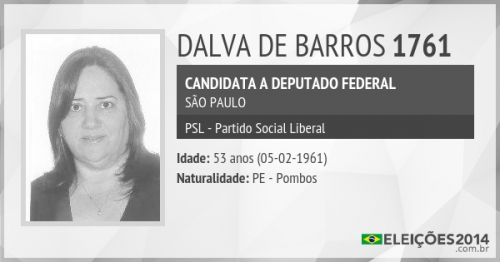 DALVA DE BARROS 1761
CANDIDATA A DEPUTADO FEDERAL
SÃO PAULO
PSL - Partido Social Liberal
Idade: 53 anos (05-02-1961)
Naturalidade: PE - Pombos
ELEIÇÕES2014
.com.br